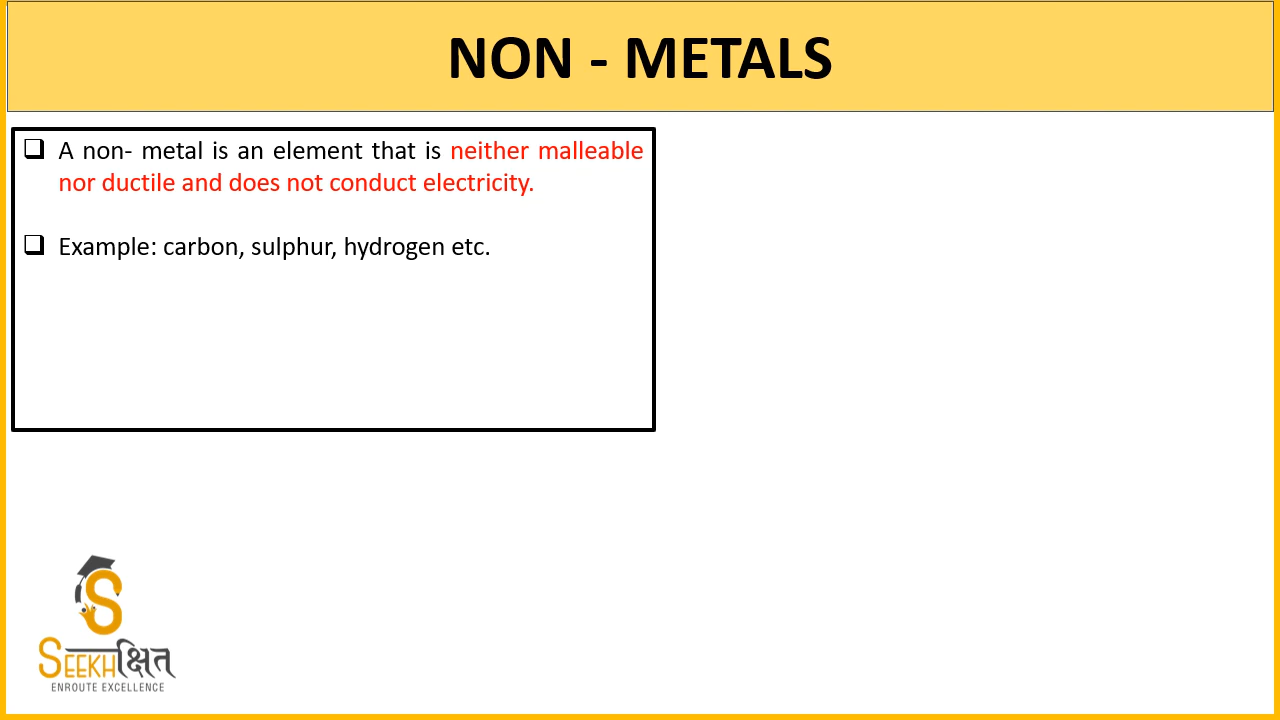 NON - METALS
❑ A non- metal is an element that is neither malleable
nor ductile and does not conduct electricity.
❑ Example: carbon, sulphur, hydrogen etc.
S
SEEKHक्षित
ENROUTE EXCELLENCE